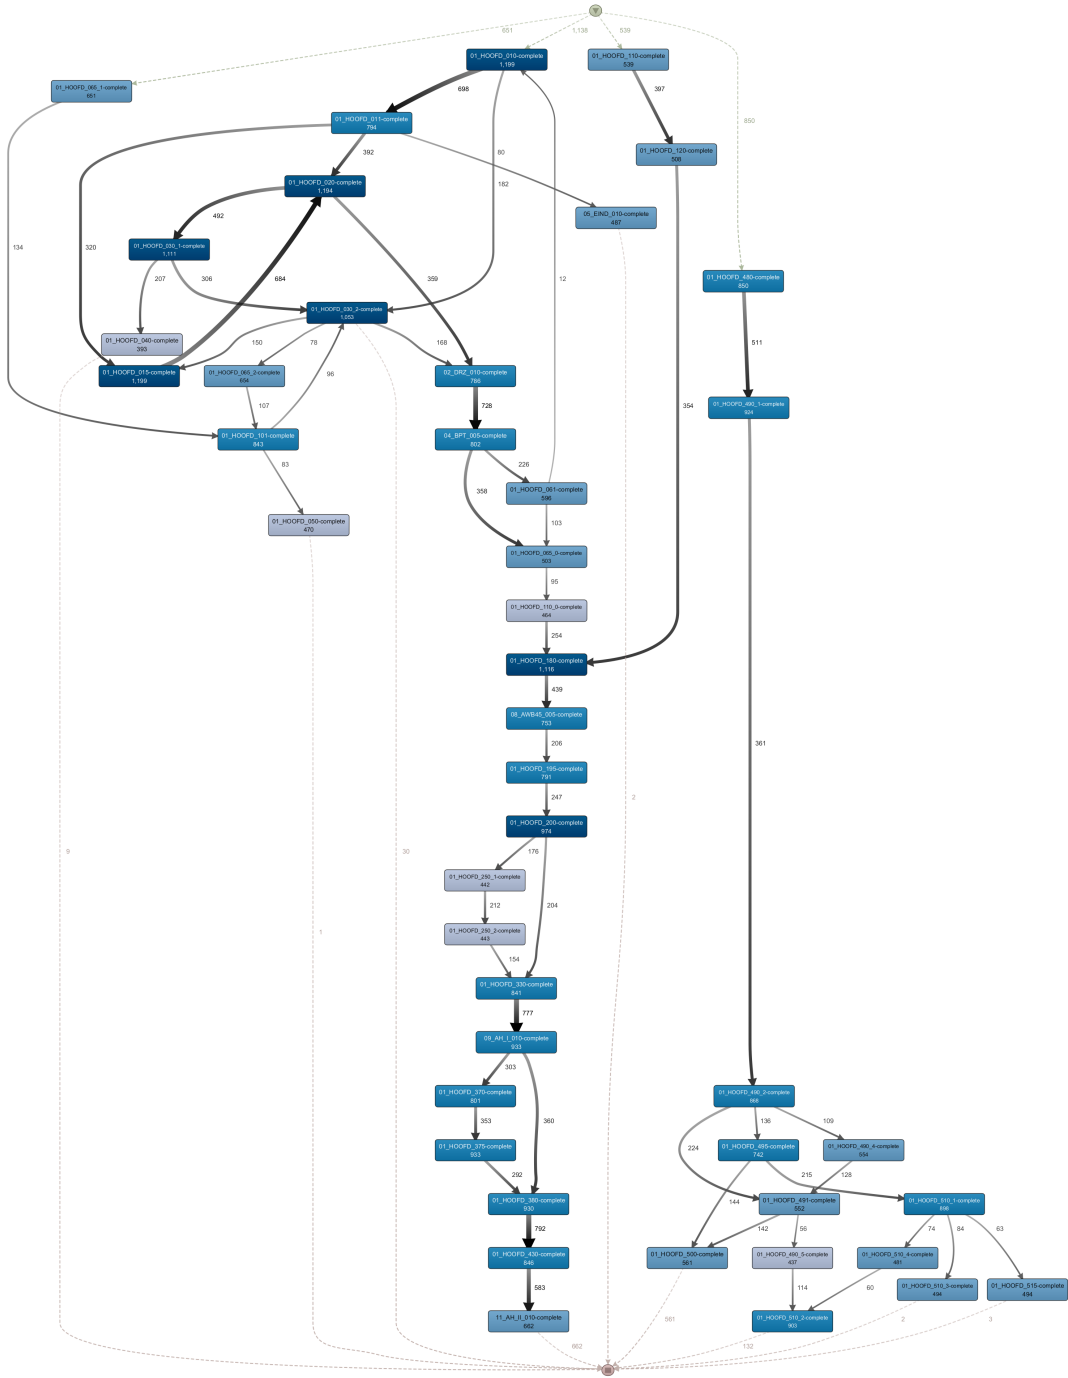 651
1,138
539
01_HOOFD_010-complete
1,199
01_HOOFD_110-complete
539
01_HOOFD_065_1-complete
651
698
397
01_HOOFD_011-complete
794
850
392
80
01_HOOFD_120-complete
508
182
01_HOOFD_020-complete
1,194
492
05_EIND_010-complete
467
134
320
01_HOOFD_030_1-complete
1,111
207
306
684
359
12
01_HOOFD_480-complete
850
01_HOOFD_030_2-complete
1,053
01_HOOFD_040-complete
393
150
78
168
511
01_HOOFD_015-complete
1,199
01_HOOFD_065_2-complete
654
96
02_DRZ_010-complete
786
107
728
354
01_HOOFD_490_1-complete
924
01_HOOFD_101-complete
843
04_BPT_005-complete
802
83
226
358
01_HOOFD_061-complete
596
01_HOOFD_050-complete
470
103
01_HOOFD_065_0-complete
503
95
01_HOOFD_110_0-complete
464
254
01_HOOFD_180-complete
1,116
439
08_AWB45_005-complete
753
206
361
01_HOOFD_195-complete
791
247
2
01_HOOFD_200-complete
974
9
30
176
01_HOOFD_250_1-complete
442
212
204
01_HOOFD_250_2-complete
443
1
154
01_HOOFD_330-complete
841
777
09_AH_I_010-complete
933
303
360
01_HOOFD_370-complete
801
01_HOOFD_490_2-complete
868
353
136
109
01_HOOFD_375-complete
933
224
01_HOOFD_495-complete
742
01_HOOFD_490_4-complete
554
292
215
128
01_HOOFD_380-complete
930
144
01_HOOFD_491-complete
552
01_HOOFD_510_1-complete
896
792
142
56
74
84
63
01_HOOFD_430-complete
846
01_HOOFD_500-complete
561
01_HOOFD_490_5-complete
437
01_HOOFD_510_4-complete
481
583
114
60
01_HOOFD_510_3-complete
494
01_HOOFD_515-complete
494
11_AH_II_010-complete
662
561
01_HOOFD_510_2-complete
903
2
3
662
132